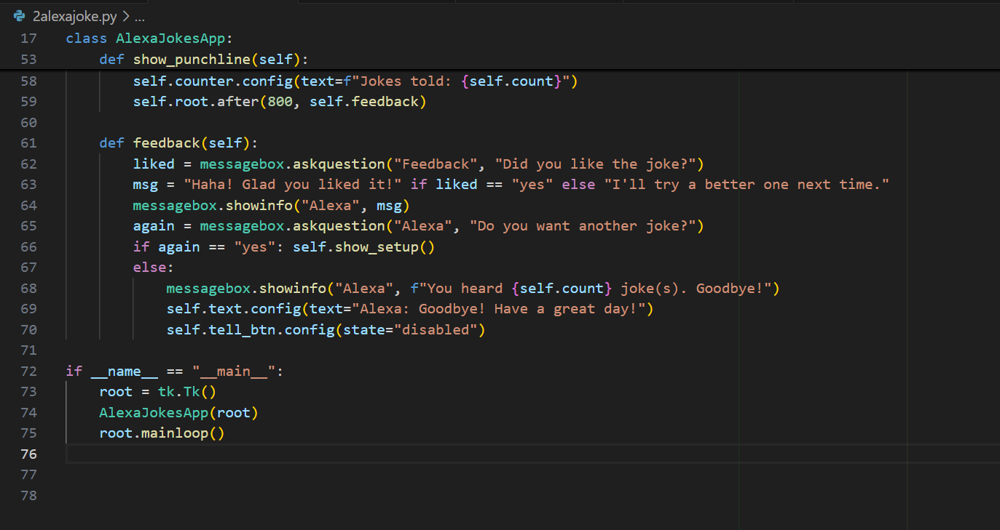 2alexajoke.py > ...
17 class AlexaJokesApp:
53     def show_punchline(self):
58         self.counter.config(text=f"Jokes told: {self.count}")
59         self.root.after(800, self.feedback)
60
61     def feedback(self):
62         liked = messagebox.askquestion("Feedback", "Did you like the joke?")
63         msg = "Haha! Glad you liked it!" if liked == "yes" else "I'll try a better one next time."
64         messagebox.showinfo("Alexa", msg)
65         again = messagebox.askquestion("Alexa", "Do you want another joke?")
66         if again == "yes": self.show_setup()
67         else:
68             messagebox.showinfo("Alexa", f"You heard {self.count} joke(s). Goodbye!")
69             self.text.config(text="Alexa: Goodbye! Have a great day!")
70             self.tell_btn.config(state="disabled")
71
72 if __name__ == "__main__":
73     root = tk.Tk()
74     AlexaJokesApp(root)
75     root.mainloop()
76
77
78